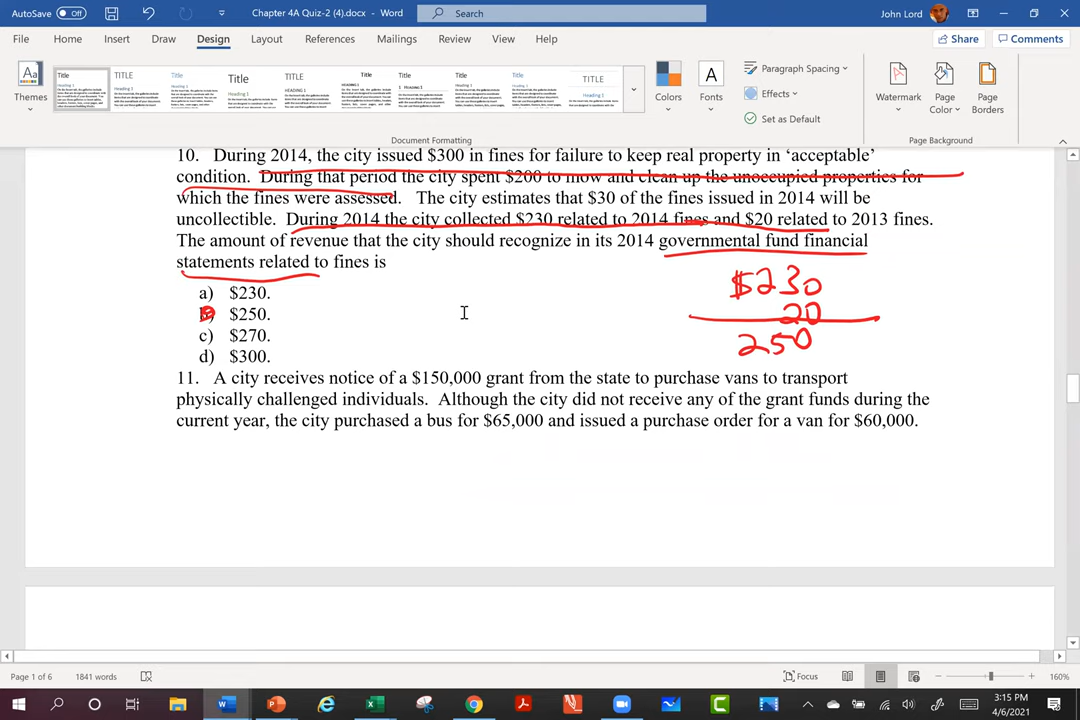 AutoSave Off Chapter 4A Quiz-2 (4).docx - Word Search John Lord
File Home Insert Draw Design Layout References Mailings Review View Help Share Comments
Aa
Themes
Title
TITLE
Title
Title
TITLE
TITLE
Title
Title
TITLE
Document Formatting
Colors
A
Fonts
Paragraph Spacing
Effects
Set as Default
Watermark
Page Color
Page Borders
Page Background
10. During 2014, the city issued $300 in fines for failure to keep real property in ‘acceptable’
condition. During that period the city spent $200 to mow and clean up the unoccupied properties for
which the fines were assessed. The city estimates that $30 of the fines issued in 2014 will be
uncollectible. During 2014 the city collected $230 related to 2014 fines and $20 related to 2013 fines.
The amount of revenue that the city should recognize in its 2014 governmental fund financial
statements related to fines is
a) $230.
b) $250.
c) $270.
d) $300.
$230
20
250
11. A city receives notice of a $150,000 grant from the state to purchase vans to transport
physically challenged individuals. Although the city did not receive any of the grant funds during the
current year, the city purchased a bus for $65,000 and issued a purchase order for a van for $60,000.
Page 1 of 6 1841 words Focus 160%
3:15 PM
4/6/2021